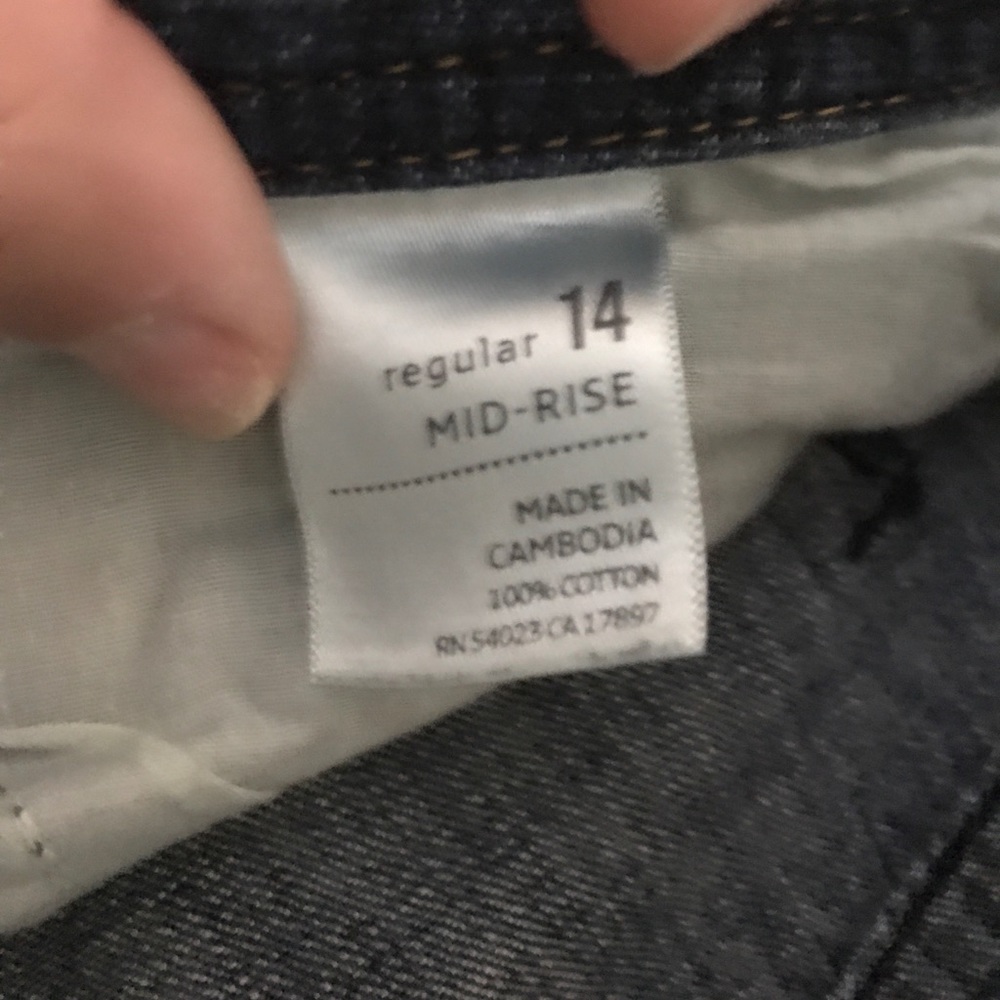 regular 14
MID-RISE
MADE IN
CAMBODIA
100% COTTON
RN 54023 CA 17897